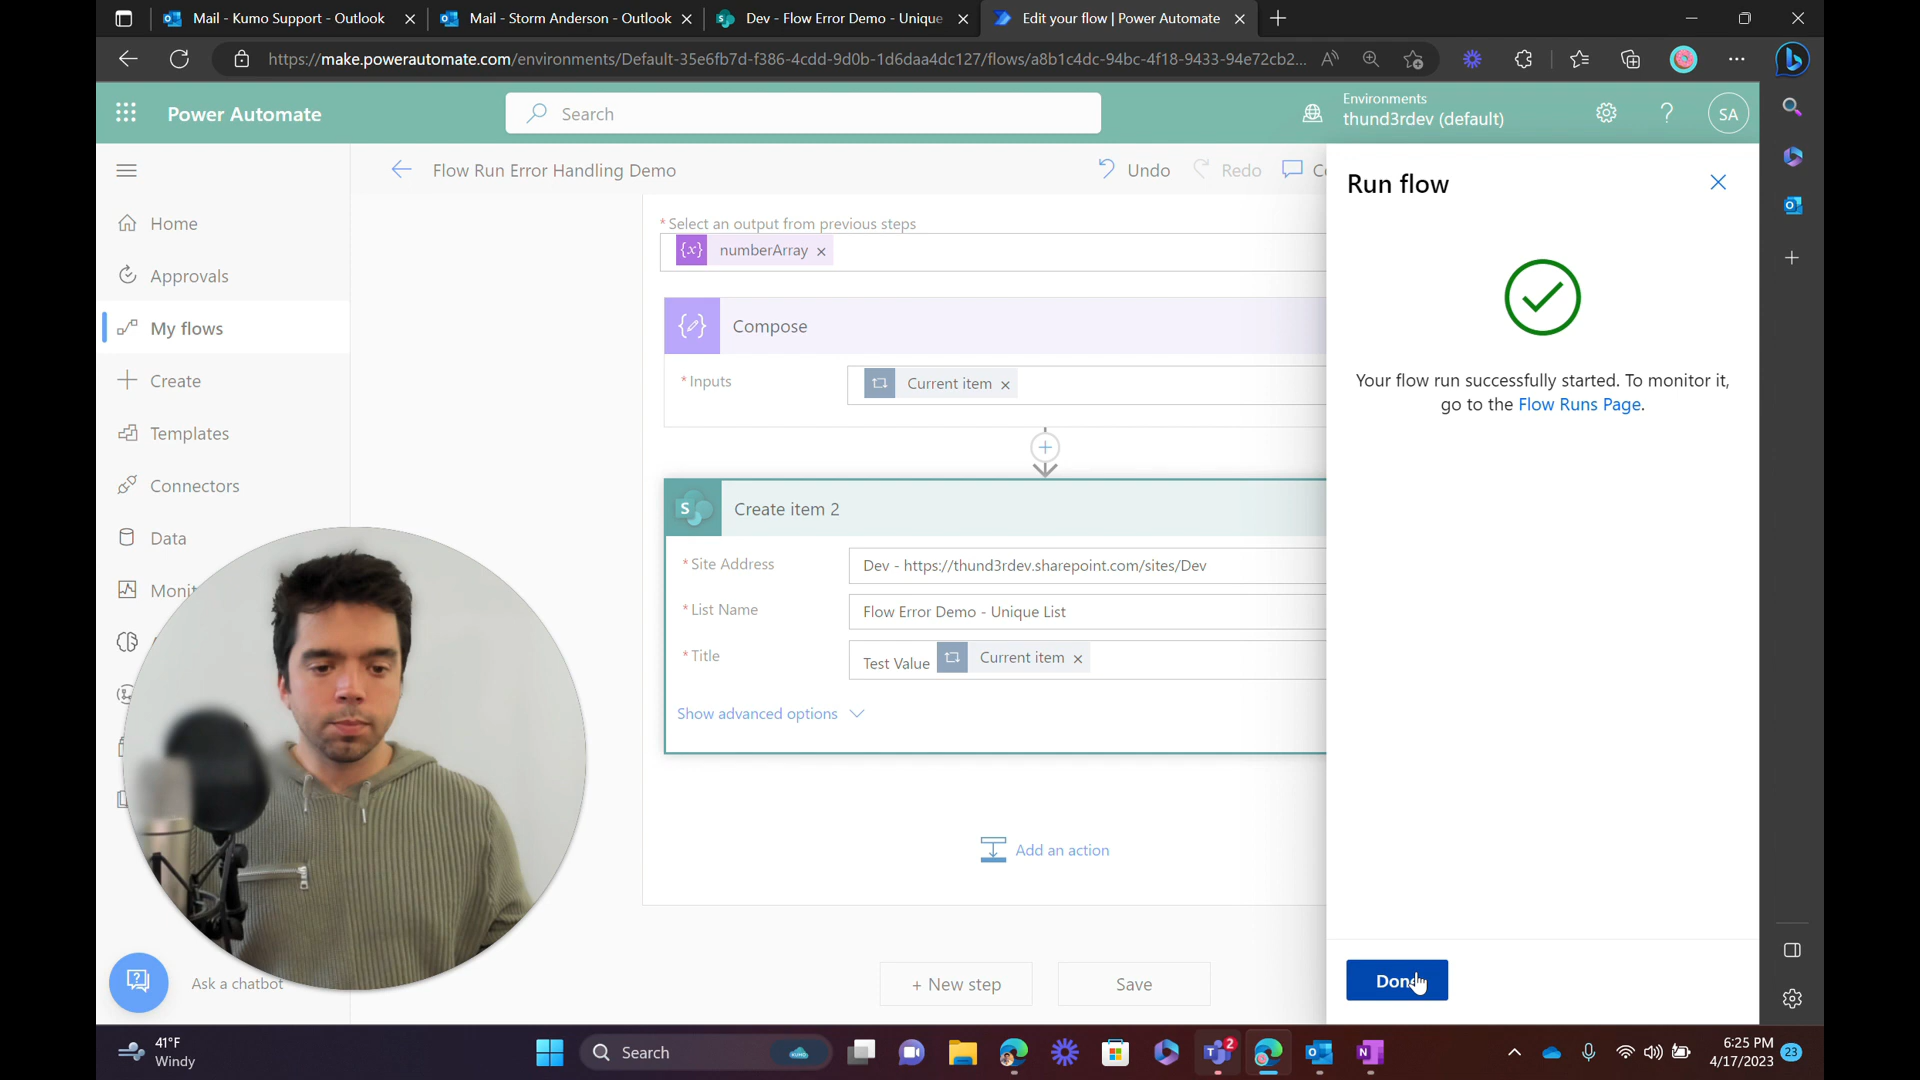 Mail - Kumo Support - Outlook
Mail - Storm Anderson - Outlook
Dev - Flow Error Demo - Unique
Edit your flow | Power Automate
https://make.powerautomate.com/environments/Default-35e6fb7d-f386-4cdd-9d0b-1d6daa4dc127/flows/a8b1c4dc-94bc-4f18-9433-94e72cb2...
Power Automate
Search
Environments
thund3rdev (default)
SA
Flow Run Error Handling Demo
Undo
Redo
Run flow
Home
Approvals
My flows
Create
Templates
Connectors
Data
* Select an output from previous steps
numberArray
Compose
* Inputs
Current item
Create item 2
* Site Address
Dev - https://thund3rdev.sharepoint.com/sites/Dev
* List Name
Flow Error Demo - Unique List
* Title
Test Value
Current item
Show advanced options
Add an action
+ New step
Save
Your flow run successfully started. To monitor it,
go to the Flow Runs Page.
Done
Ask a chatbot
41°F
Windy
Search
2
6:25 PM
4/17/2023
23